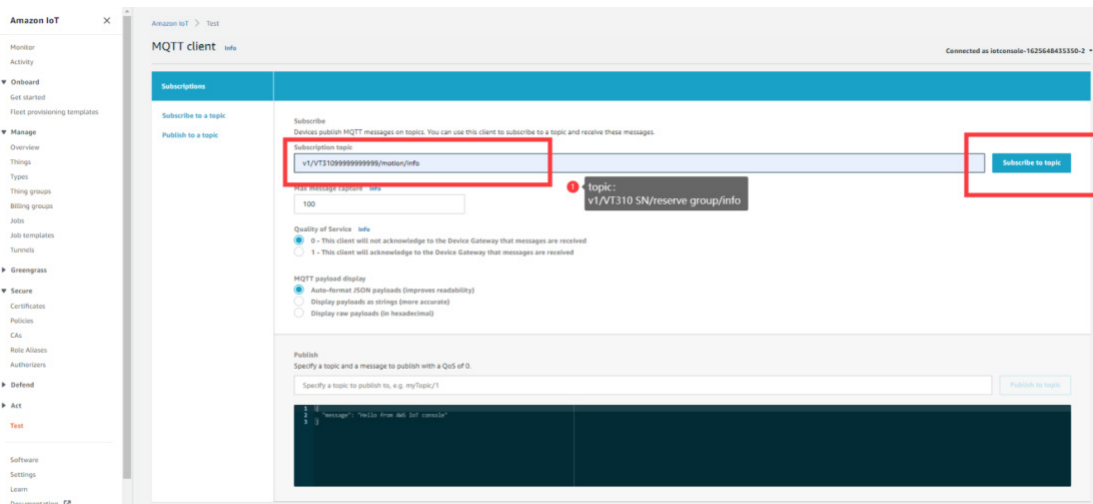 Amazon IoT
Monitor
Activity
Onboard
Get started
Fleet provisioning templates
Manage
Overview
Things
Types
Thing groups
Billing groups
Jobs
Job templates
Tunnels
Greengrass
Secure
Certificates
Policies
CAs
Role Aliases
Authorizers
Defend
Act
Test
Software
Settings
Learn
Documentation
Amazon IoT > Test
MQTT client Info
Connected as iotconsole-1625648435350-2
Subscriptions
Subscribe to a topic
Publish to a topic
Subscribe
Devices publish MQTT messages on topics. You can use this client to subscribe to a topic and receive these messages.
Subscription topic
v1/VT31099999999999/motion/info
Subscribe to topic
1 topic:
v1/VT310 SN/reserve group/info
Max message capture Info
100
Quality of Service Info
0 - This client will not acknowledge to the Device Gateway that messages are received
1 - This client will acknowledge to the Device Gateway that messages are received
MQTT payload display
Auto-format JSON payloads (improves readability)
Display payloads as strings (more accurate)
Display raw payloads (in hexadecimal)
Publish
Specify a topic and a message to publish with a QoS of 0.
Specify a topic to publish to, e.g. myTopic/1
Publish to topic
1 {
2 "message": "Hello from AWS IoT console"
3 }